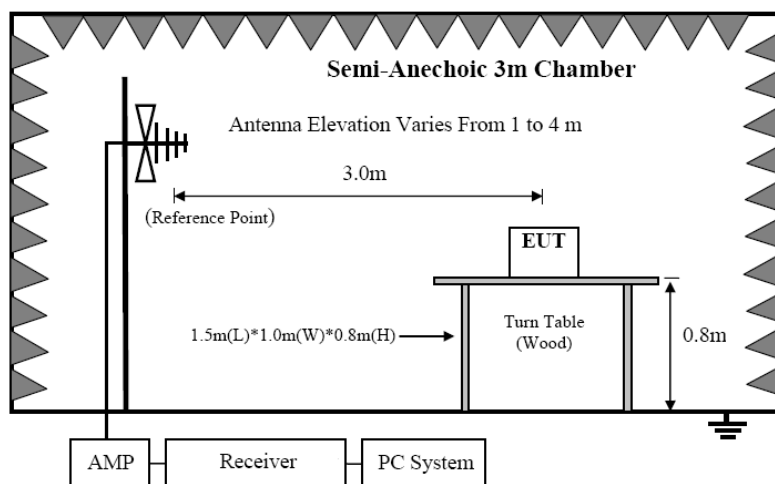 Semi-Anechoic 3m Chamber
Antenna Elevation Varies From 1 to 4 m
3.0m
(Reference Point)
EUT
1.5m(L)*1.0m(W)*0.8m(H)
Turn Table
(Wood)
0.8m
AMP
Receiver
PC System